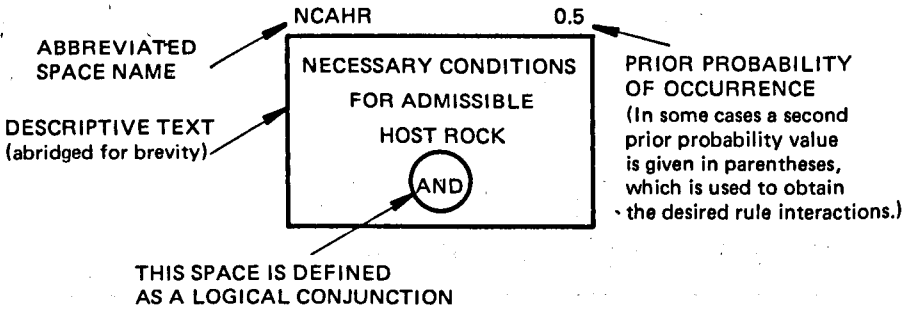 NCAHR 0.5
ABBREVIATED
SPACE NAME
NECESSARY CONDITIONS
FOR ADMISSIBLE
HOST ROCK
AND
DESCRIPTIVE TEXT
(abridged for brevity)
PRIOR PROBABILITY
OF OCCURRENCE
(In some cases a second
prior probability value
is given in parentheses,
which is used to obtain
the desired rule interactions.)
THIS SPACE IS DEFINED
AS A LOGICAL CONJUNCTION